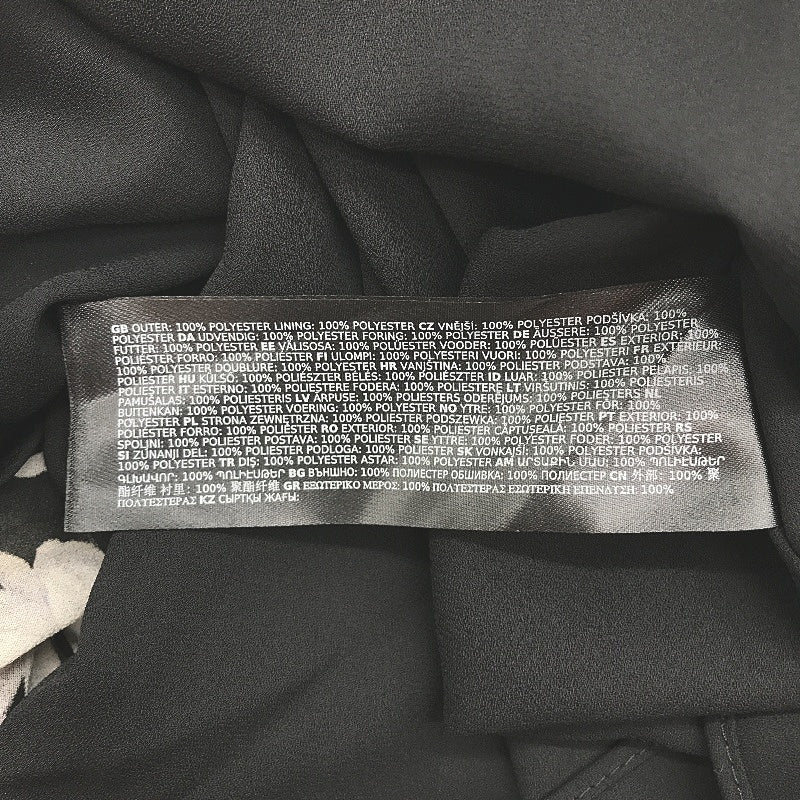 GB OUTER: 100% POLYESTER LINING: 100% POLYESTER CZ VNĚJŠÍ: 100% POLYESTER PODŠÍVKA: 100%
POLYESTER DA UDVENDIG: 100% POLYESTER FORING: 100% POLYESTER DE ÄUSSERE: 100% POLYESTER
FUTTER: 100% POLYESTER EE VÄLISOSA: 100% POLÜESTER VOODER: 100% POLÜESTER ES EXTERIOR: 100%
POLIÉSTER FORRO: 100% POLIÉSTER FI ULOMPI: 100% POLYESTERI VUORI: 100% POLYESTERI FR EXTÉRIEUR:
100% POLYESTER DOUBLURE: 100% POLYESTER HR VANJŠTINA: 100% POLIESTER PODSTAVA: 100%
POLIESTER HU KÜLSŐ: 100% POLIÉSZTER BÉLÉS: 100% POLIÉSZTER ID LUAR: 100% POLIESTER PELAPIS: 100%
POLIESTER IT ESTERNO: 100% POLIESTERE FODERA: 100% POLIESTERE LT VIRŠUTINIS: 100% POLIESTERIS
PAMUŠALAS: 100% POLIESTERIS LV ĀRPUSE: 100% POLIESTERS ODERĒJUMS: 100% POLIESTERS NL
BUITENKAN: 100% POLYESTER VOERING: 100% POLYESTER NO YTRE: 100% POLYESTER FÔR: 100%
POLYESTER PL STRONA ZEWNĘTRZNA: 100% POLIESTER PODSZEWKA: 100% POLIESTER PT EXTERIOR: 100%
POLIÉSTER FORRO: 100% POLIÉSTER RO EXTERIOR: 100% POLIESTER CĂPTUȘEALĂ: 100% POLIESTER RS
SPOLJNI: 100% POLIESTER POSTAVA: 100% POLIESTER SE YTTRE: 100% POLYESTER FODER: 100% POLYESTER
SI ZUNANJI DEL: 100% POLIESTER PODLOGA: 100% POLIESTER SK VONKAJŠÍ: 100% POLYESTER PODŠÍVKA:
100% POLYESTER TR DIŞ: 100% POLYESTER ASTAR: 100% POLYESTER AM ԱՐՏԱՔԻՆ ՄԱՍ: 100% ՊՈԼԻԷՍԹԵՐ
100% ՊՈԼԻԷՍԹԵՐ BG ВЪНШНО: 100% ПОЛИЕСТЕР ОБШИВКА: 100% ПОЛИЕСТЕР CN 外部: 100% 聚
酯纤维 衬里: 100% 聚酯纤维 GR ΕΞΩΤΕΡΙΚΟ ΜΕΡΟΣ: 100% ΠΟΛΥΕΣΤΕΡΑΣ ΕΣΩΤΕΡΙΚΗ ΕΠΕΝΔΥΣΗ: 100%
ΠΟΛΥΕΣΤΕΡΑΣ KZ СЫРТҚЫ ЖАҒЫ: 100%